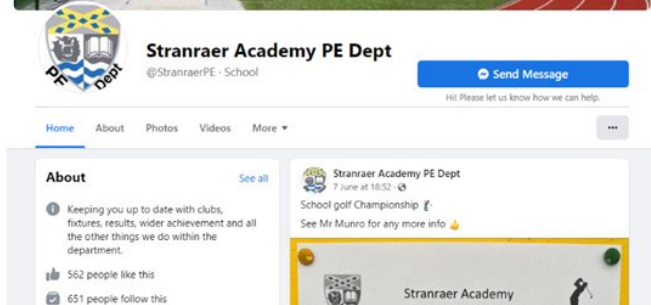 PE Dept
Stranraer Academy PE Dept
@StranraerPE · School
Send Message
Hi! Please let us know how we can help.
Home About Photos Videos More
About
See all
Keeping you up to date with clubs,
fixtures, results, wider achievement and all
the other things we do within the
department.
562 people like this
651 people follow this
Stranraer Academy PE Dept
7 June at 18:52 ·
School golf Championship 🏌️
See Mr Munro for any more info 👍
Stranraer Academy